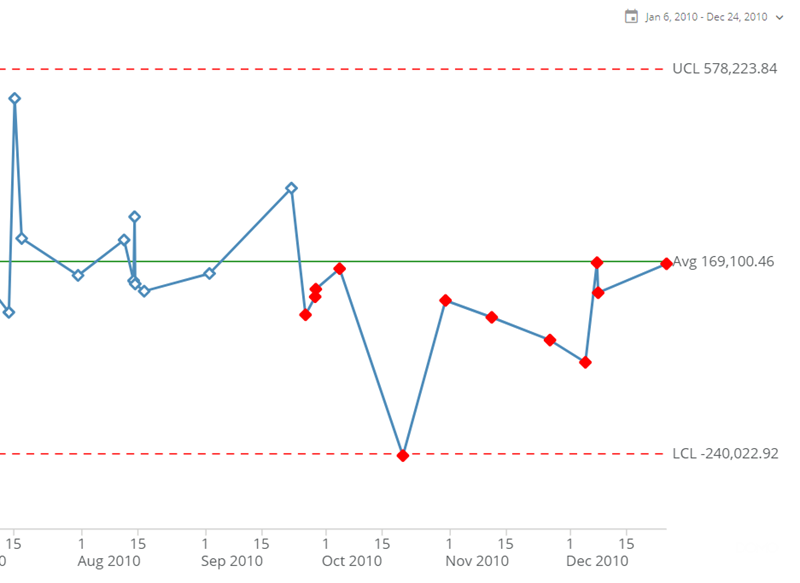 Jan 6, 2010 - Dec 24, 2010
UCL 578,223.84
Avg 169,100.46
LCL -240,022.92
15 1 15 1 15 1 15 1 15 1 15
0 Aug 2010 Sep 2010 Oct 2010 Nov 2010 Dec 2010